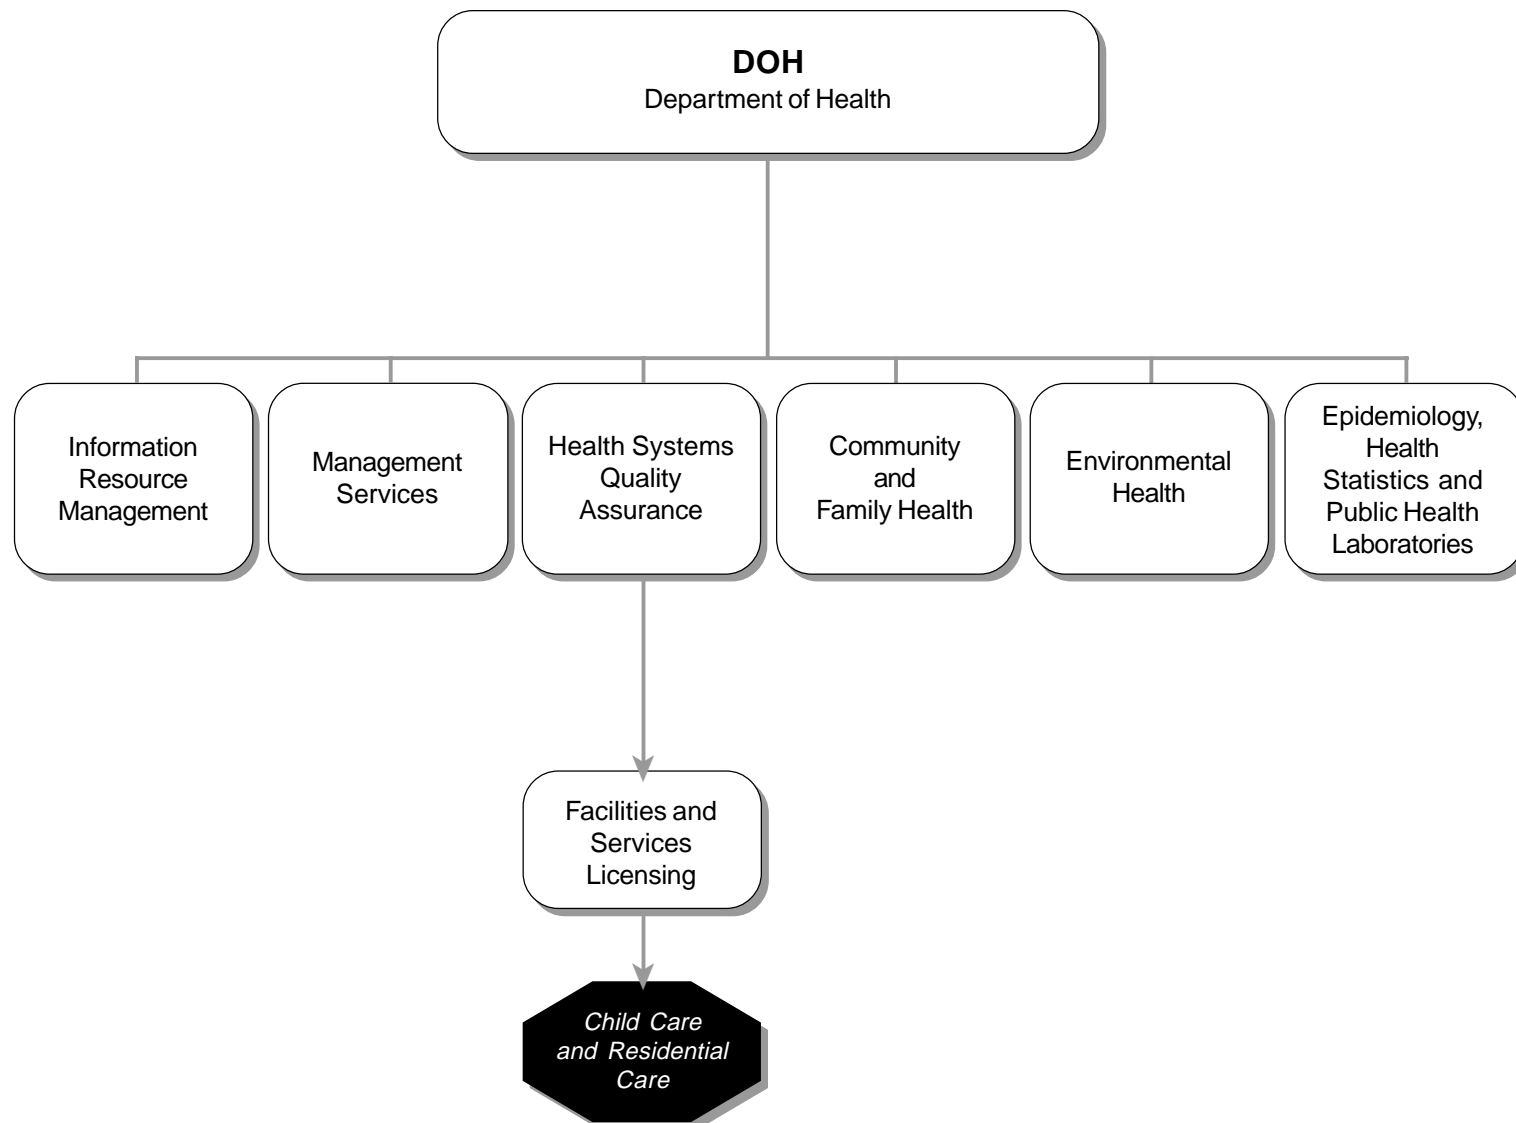 DOH
Department of Health
Information
Resource
Management
Management
Services
Health Systems
Quality
Assurance
Community
and
Family Health
Environmental
Health
Epidemiology,
Health
Statistics and
Public Health
Laboratories
Facilities and
Services
Licensing
Child Care
and Residential
Care